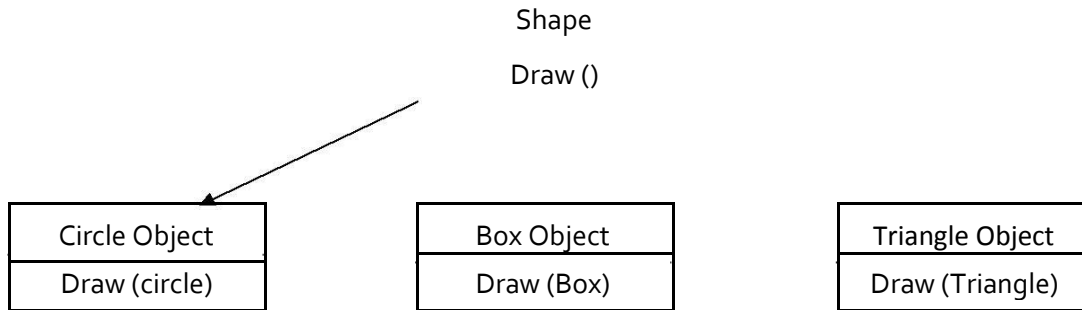 Shape
Draw ()
Circle Object
Draw (circle)
Box Object
Draw (Box)
Triangle Object
Draw (Triangle)